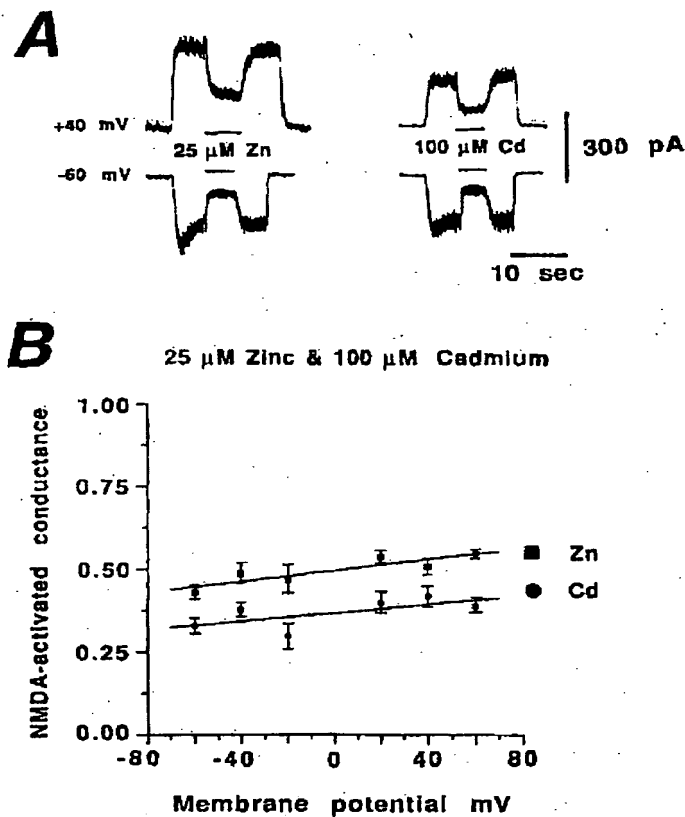 A
+40 mV
25 µM Zn
100 µM Cd
300 pA
-60 mV
10 sec
B
25 µM Zinc & 100 µM Cadmium
NMDA-activated conductance
1.00
0.75
0.50
0.25
0.00
Zn
Cd
-80 -40 0 40 80
Membrane potential mV